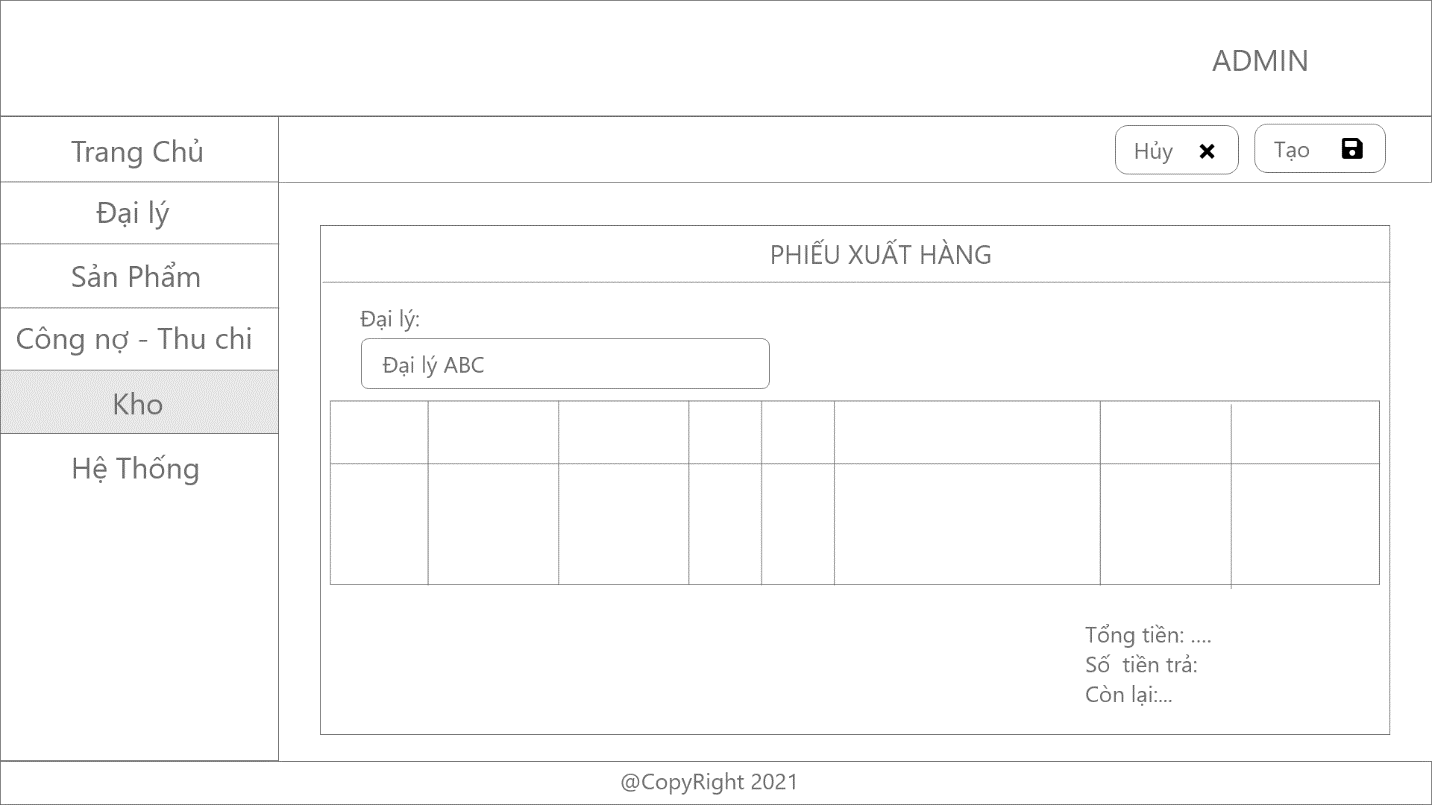 ADMIN
Trang Chủ
Đại lý
Sản Phẩm
Công nợ - Thu chi
Kho
Hệ Thống
Hủy
Tạo
PHIẾU XUẤT HÀNG
Đại lý:
Đại lý ABC
Tổng tiền: ....
Số  tiền trả:
Còn lại:...
@CopyRight 2021